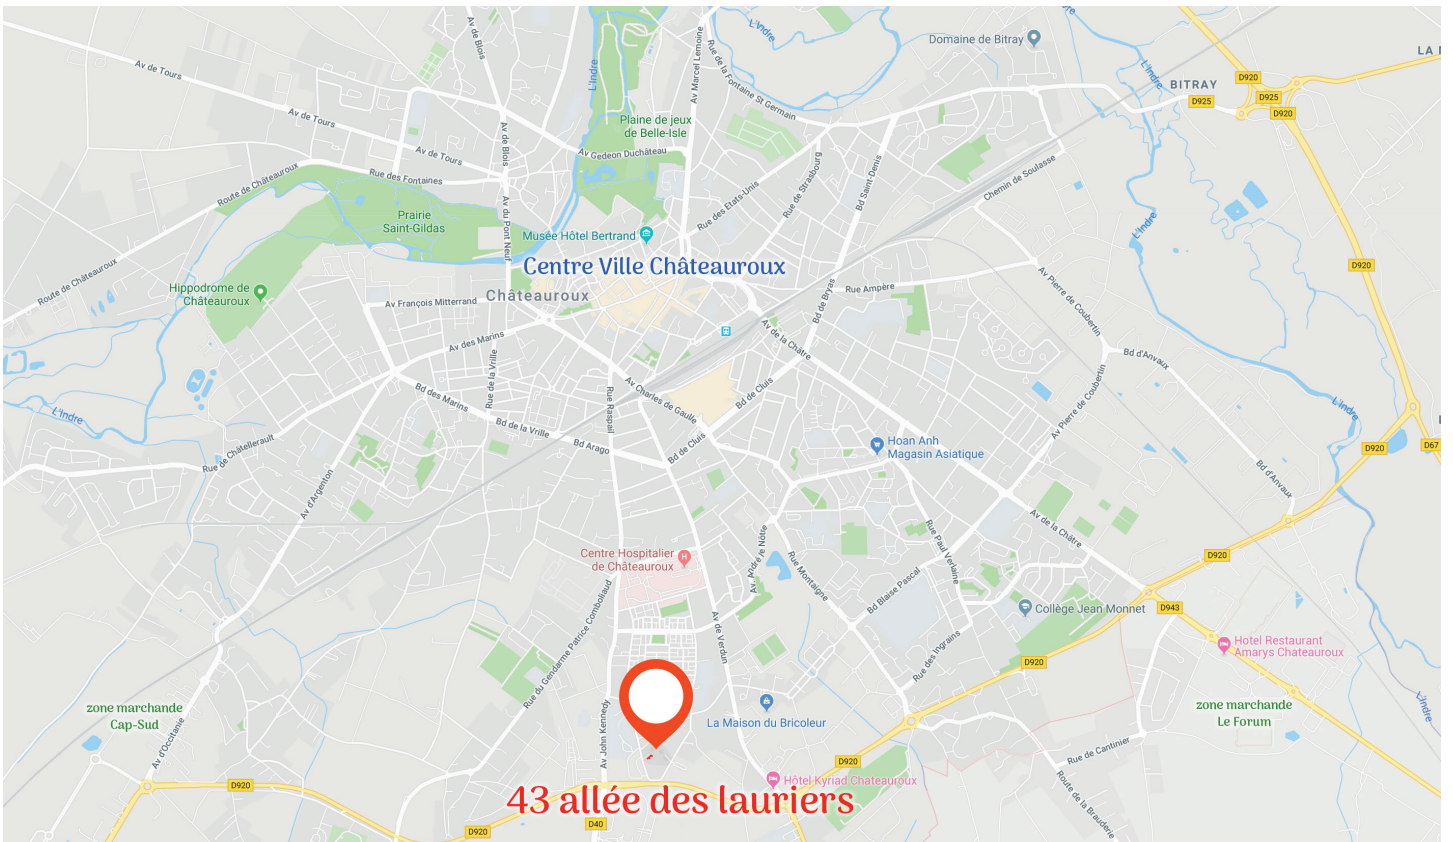 L'Indre
Av de Blois
L'Indre
Av Marcel Lemoine
Rue de la Fontaine St Germain
L'Indre
Domaine de Bitray
LA
Av de Tours
L'Indre
BITRAY
D920
D925
D925
D920
Av de Tours
Plaine de jeux
de Belle-Isle
Av de Blois
Av de Tours
Av Gedeon Duchâteau
Rue de Strasbourg
Bd Saint-Denis
Chemin de Soulasse
Route de Châteauroux
Rue des Fontaines
Rue des Etats-Unis
Prairie
Saint-Gildas
Av du Pont Neuf
Musée Hôtel Bertrand
L'Indre
Centre Ville Châteauroux
D920
Route de Châteauroux
Hippodrome de
Châteauroux
Av François Mitterrand
Châteauroux
Bd de Bryas
Rue Ampère
Av Pierre de Coubertin
Av des Marins
Av de la Châtre
Bd d'Anvaux
Rue de la Vrille
Bd des Marins
Rue Raspail
Av Charles de Gaulle
Bd de Cluis
Av Pierre de Coubertin
L'Indre
L'Indre
Bd de la Vrille
Bd Arago
Bd de Cluis
Hoan Anh
Magasin Asiatique
D920
D67
Rue de Châtellerault
Av d'Argenton
Bd d'Anvaux
Av de la Châtre
Centre Hospitalier
de Châteauroux
Av. André le Nôtre
Rue Montaigne
Rue Paul Verlaine
D920
Bd Blaise Pascal
Collège Jean Monnet
D943
Rue du Gendarme Patrice Comboliaud
Av de Verdun
Rue des Ingrains
D920
Hotel Restaurant
Amarys Chateauroux
zone marchande
Cap-Sud
Av d'Occitanie
Av John Kennedy
La Maison du Bricoleur
zone marchande
Le Forum
L'Indre
Rue de Cantinier
D920
D920
Hôtel Kyriad Chateauroux
Route de la Brauderie
43 allée des lauriers
D920
D40